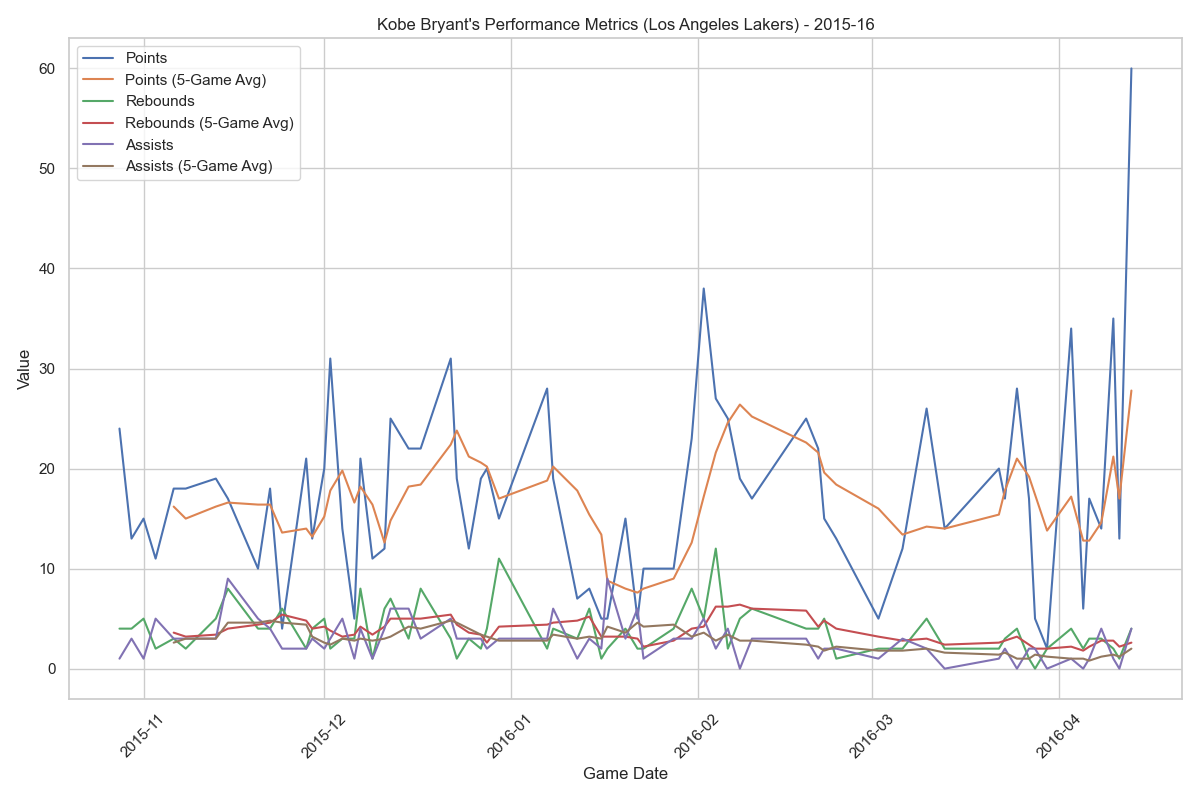 Kobe Bryant's Performance Metrics (Los Angeles Lakers) - 2015-16
Points
Points (5-Game Avg)
Rebounds
Rebounds (5-Game Avg)
Assists
Assists (5-Game Avg)
60
50
40
30
20
10
0
Value
2015-11
2015-12
2016-01
2016-02
2016-03
2016-04
Game Date